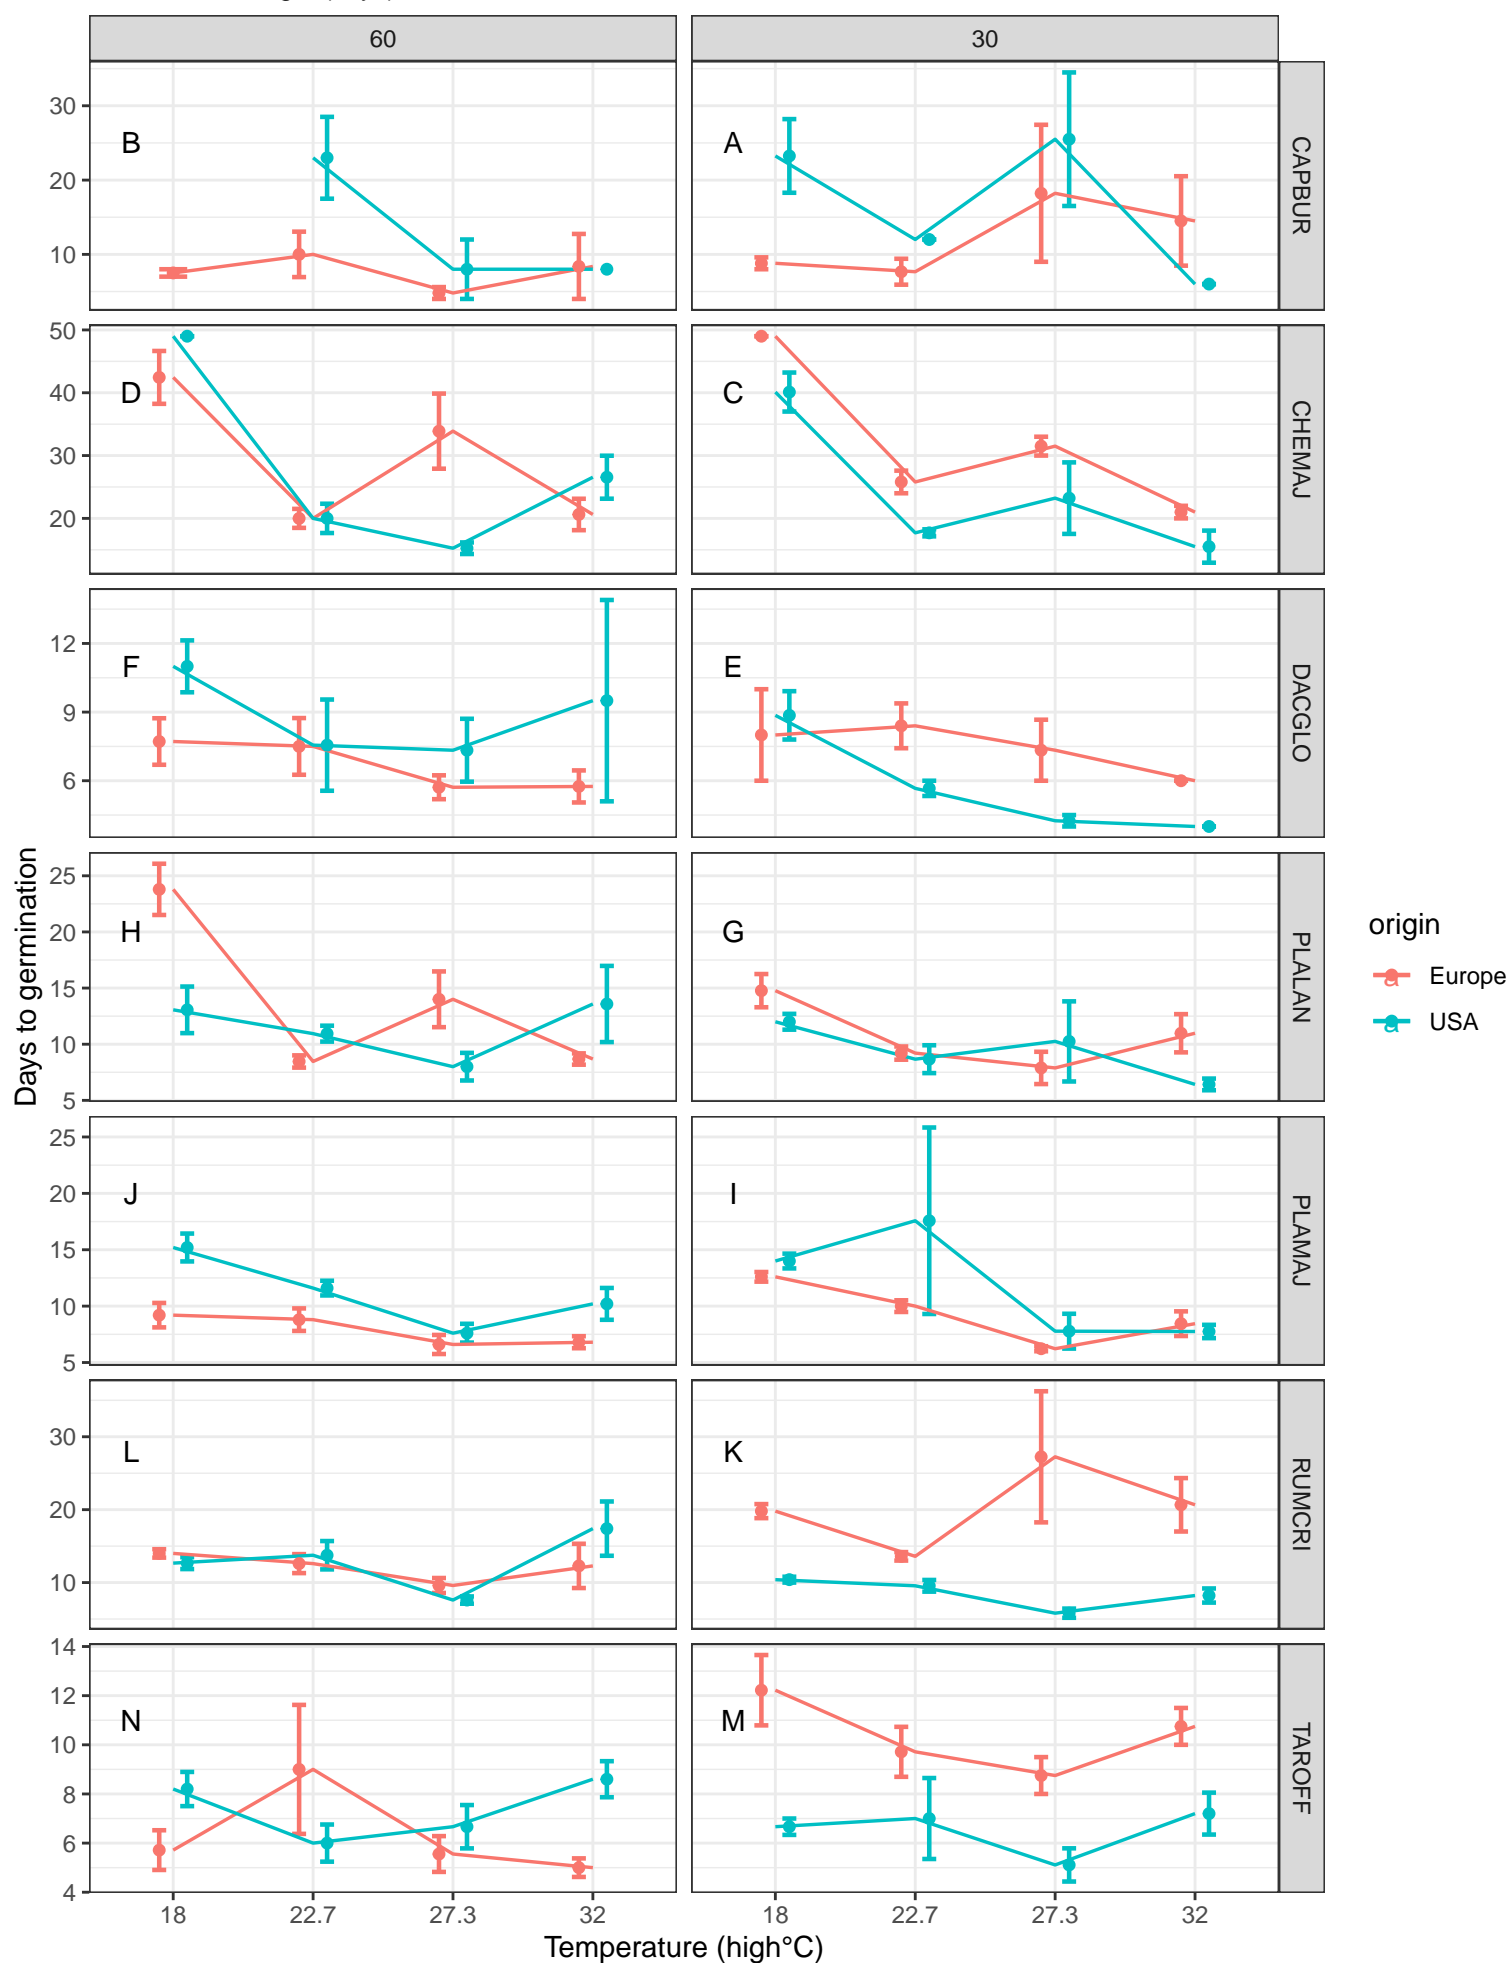 60 30
30
20
10
B
A
CAPBUR
50
40
30
20
D
C
CHEMAJ
12
9
6
F
E
DACGLO
25
20
15
10
5
H
G
PLALAN
25
20
15
10
5
J
I
PLAMAJ
30
20
10
L
K
RUMCRI
14
12
10
8
6
4
N
M
TAROFF
18 22.7 27.3 32 18 22.7 27.3 32
Temperature (high°C)
Days to germination
origin
a Europe
a USA